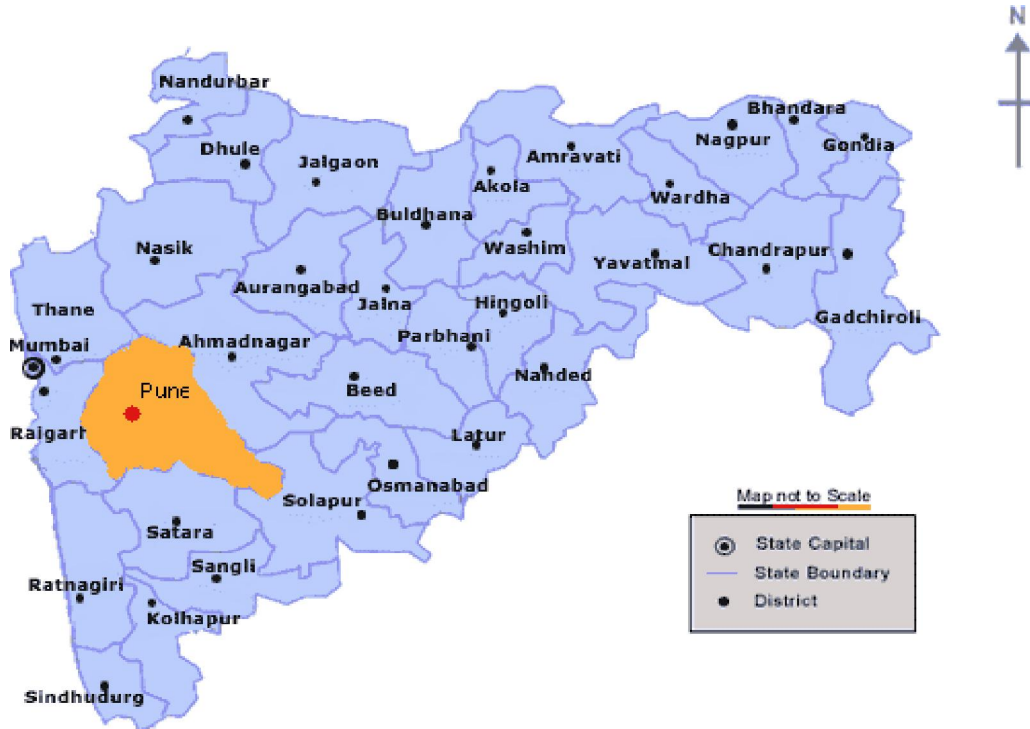 N
Nandurbar
Bhandara
Nagpur
Gondia
Dhule
Jalgaon
Amravati
Akola
Wardha
Buldhana
Nasik
Washim
Chandrapur
Yavatmal
Aurangabad
Jalna
Hingoli
Thane
Gadchiroli
Parbhani
Ahmadnagar
Mumbai
Nanded
Beed
Pune
Raigarh
Latur
Osmanabad
Solapur
Map not to Scale
Satara
State Capital
Sangli
State Boundary
Ratnagiri
District
Kolhapur
Sindhudurg